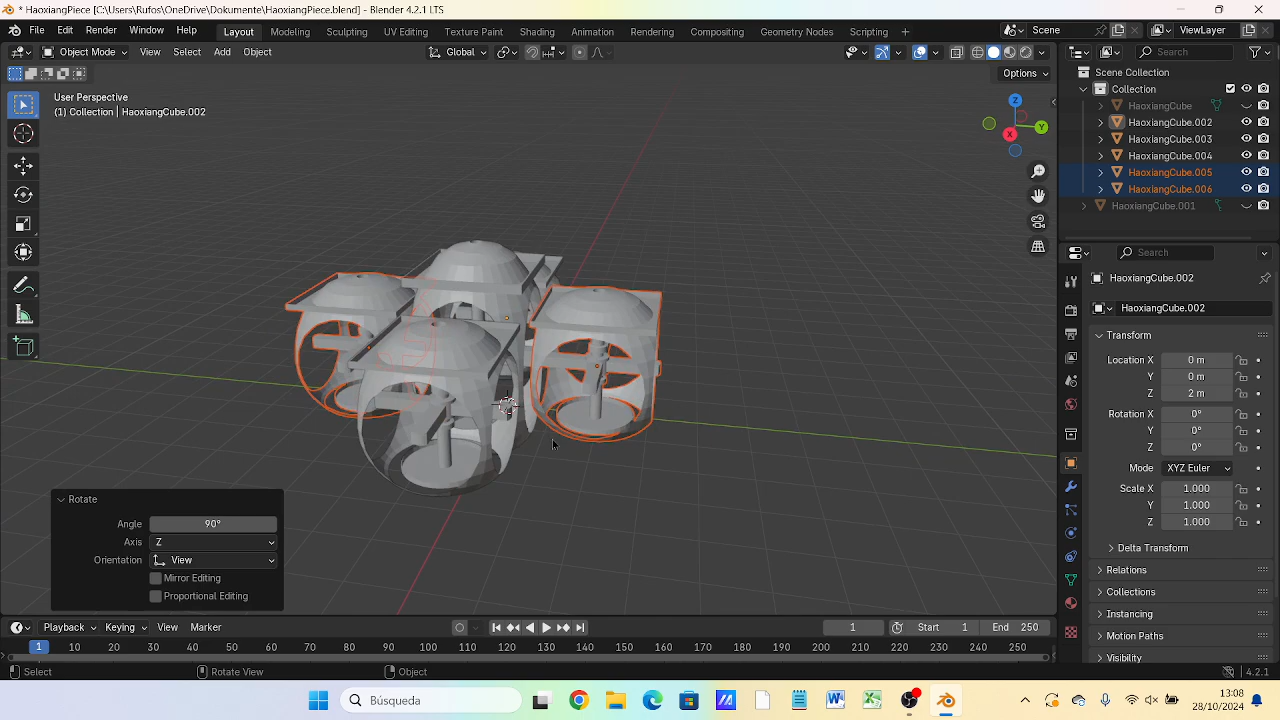 * HaoxiangPiece [C:\Users\Rufos\OneDrive\Dokumente\HaoxiangPiece.blend] - Blender 4.2.1 LTS
File Edit Render Window Help Layout Modeling Sculpting UV Editing Texture Paint Shading Animation Rendering Compositing Geometry Nodes Scripting + Scene ViewLayer
Object Mode View Select Add Object Global Search
Options
User Perspective
(1) Collection | HaoxiangCube.002
Z
Y
X
Scene Collection
Collection
HaoxiangCube
HaoxiangCube.002
HaoxiangCube.003
HaoxiangCube.004
HaoxiangCube.005
HaoxiangCube.006
HaoxiangCube.001
Search
HaoxiangCube.002
HaoxiangCube.002
Transform
Location X 0 m
Y 0 m
Z 2 m
Rotation X 0°
Y 0°
Z 0°
Mode XYZ Euler
Scale X 1.000
Y 1.000
Z 1.000
Delta Transform
Relations
Collections
Instancing
Motion Paths
Visibility
Rotate
Angle 90°
Axis Z
Orientation View
Mirror Editing
Proportional Editing
Playback Keying View Marker 1 Start 1 End 250
1 10 20 30 40 50 60 70 80 90 100 110 120 130 140 150 160 170 180 190 200 210 220 230 240 250
Select Rotate View Object 4.2.1
Búsqueda
13:08
28/10/2024